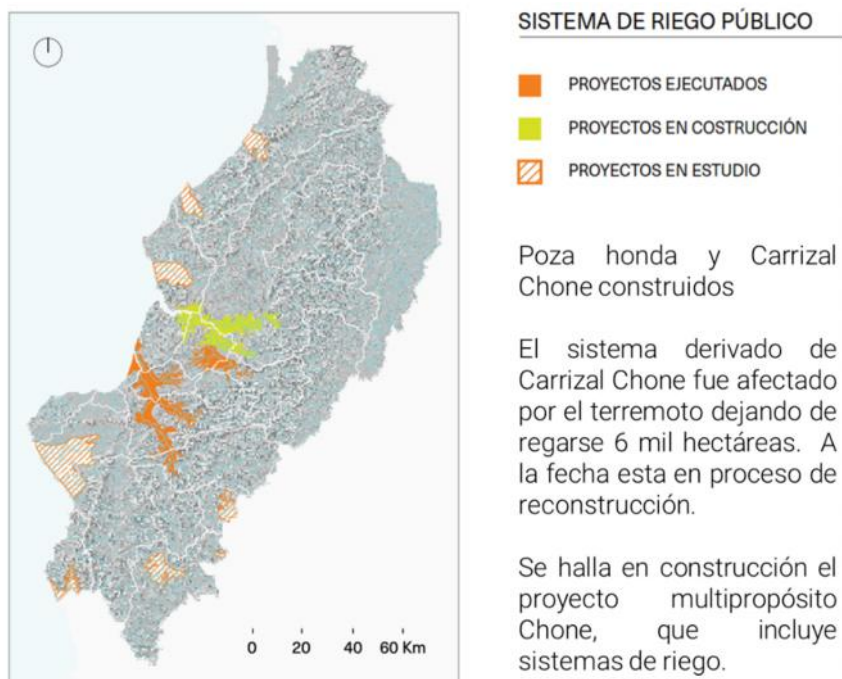 SISTEMA DE RIEGO PÚBLICO
PROYECTOS EJECUTADOS
PROYECTOS EN COSTRUCCIÓN
PROYECTOS EN ESTUDIO
Poza honda y Carrizal
Chone construidos
El sistema derivado de
Carrizal Chone fue afectado
por el terremoto dejando de
regarse 6 mil hectáreas. A
la fecha esta en proceso de
reconstrucción.
Se halla en construcción el
proyecto multipropósito
Chone, que incluye
sistemas de riego.
0 20 40 60 Km